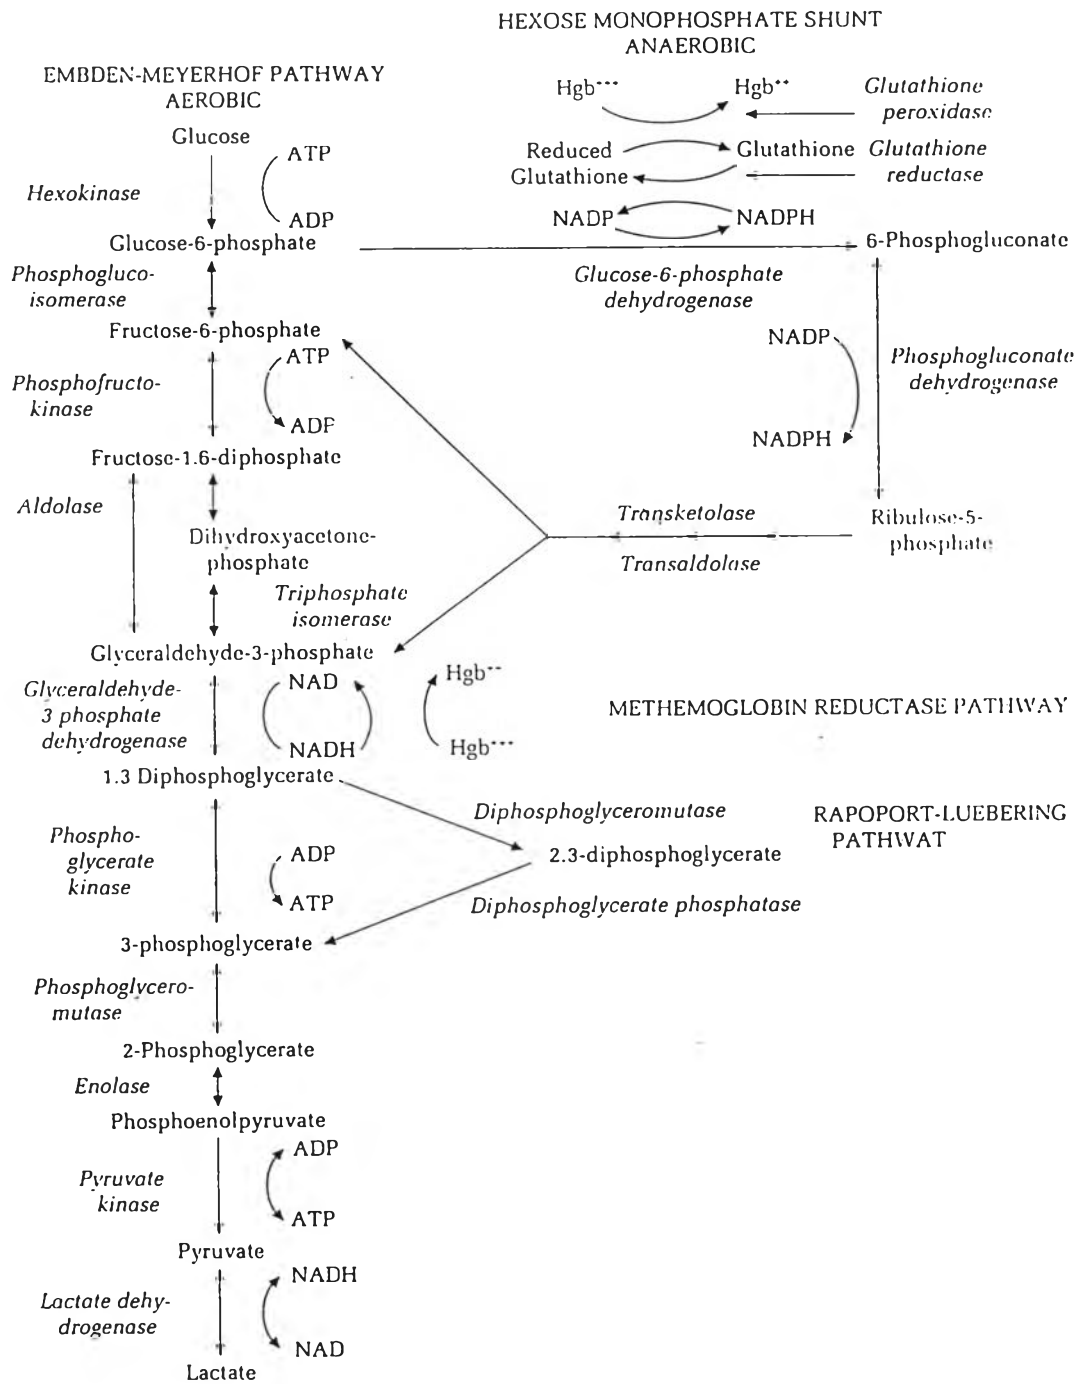 HEXOSE MONOPHOSPHATE SHUNT
ANAEROBIC
EMBDEN-MEYERHOF PATHWAY
AEROBIC
Hgb+++
Hgb++
Glutathione
peroxidase
Glucose
ATP
Reduced
Glutathione
Glutathione
Glutathione
reductase
Hexokinase
ADP
NADP
NADPH
Glucose-6-phosphate
6-Phosphogluconate
Phosphogluco-
isomerase
Glucose-6-phosphate
dehydrogenase
Fructose-6-phosphate
ATP
NADP
Phosphogluconate
dehydrogenase
Phosphofructo-
kinase
ADP
NADPH
Fructose-1.6-diphosphate
Aldolase
Transketolase
Ribulose-5-
phosphate
Dihydroxyacetone-
phosphate
Transaldolase
Triphosphate
isomerase
Glyceraldehyde-3-phosphate
Glyceraldehyde-
3 phosphate
dehydrogenase
NAD
Hgb++
METHEMOGLOBIN REDUCTASE PATHWAY
NADH
Hgb+++
1.3 Diphosphoglycerate
Diphosphoglyceromutase
RAPOPORT-LUEBERING
PATHWAT
Phospho-
glycerate
kinase
ADP
2.3-diphosphoglycerate
ATP
Diphosphoglycerate phosphatase
3-phosphoglycerate
Phosphoglycero-
mutase
2-Phosphoglycerate
Enolase
Phosphoenolpyruvate
ADP
Pyruvate
kinase
ATP
Pyruvate
NADH
Lactate dehy-
drogenase
NAD
Lactate